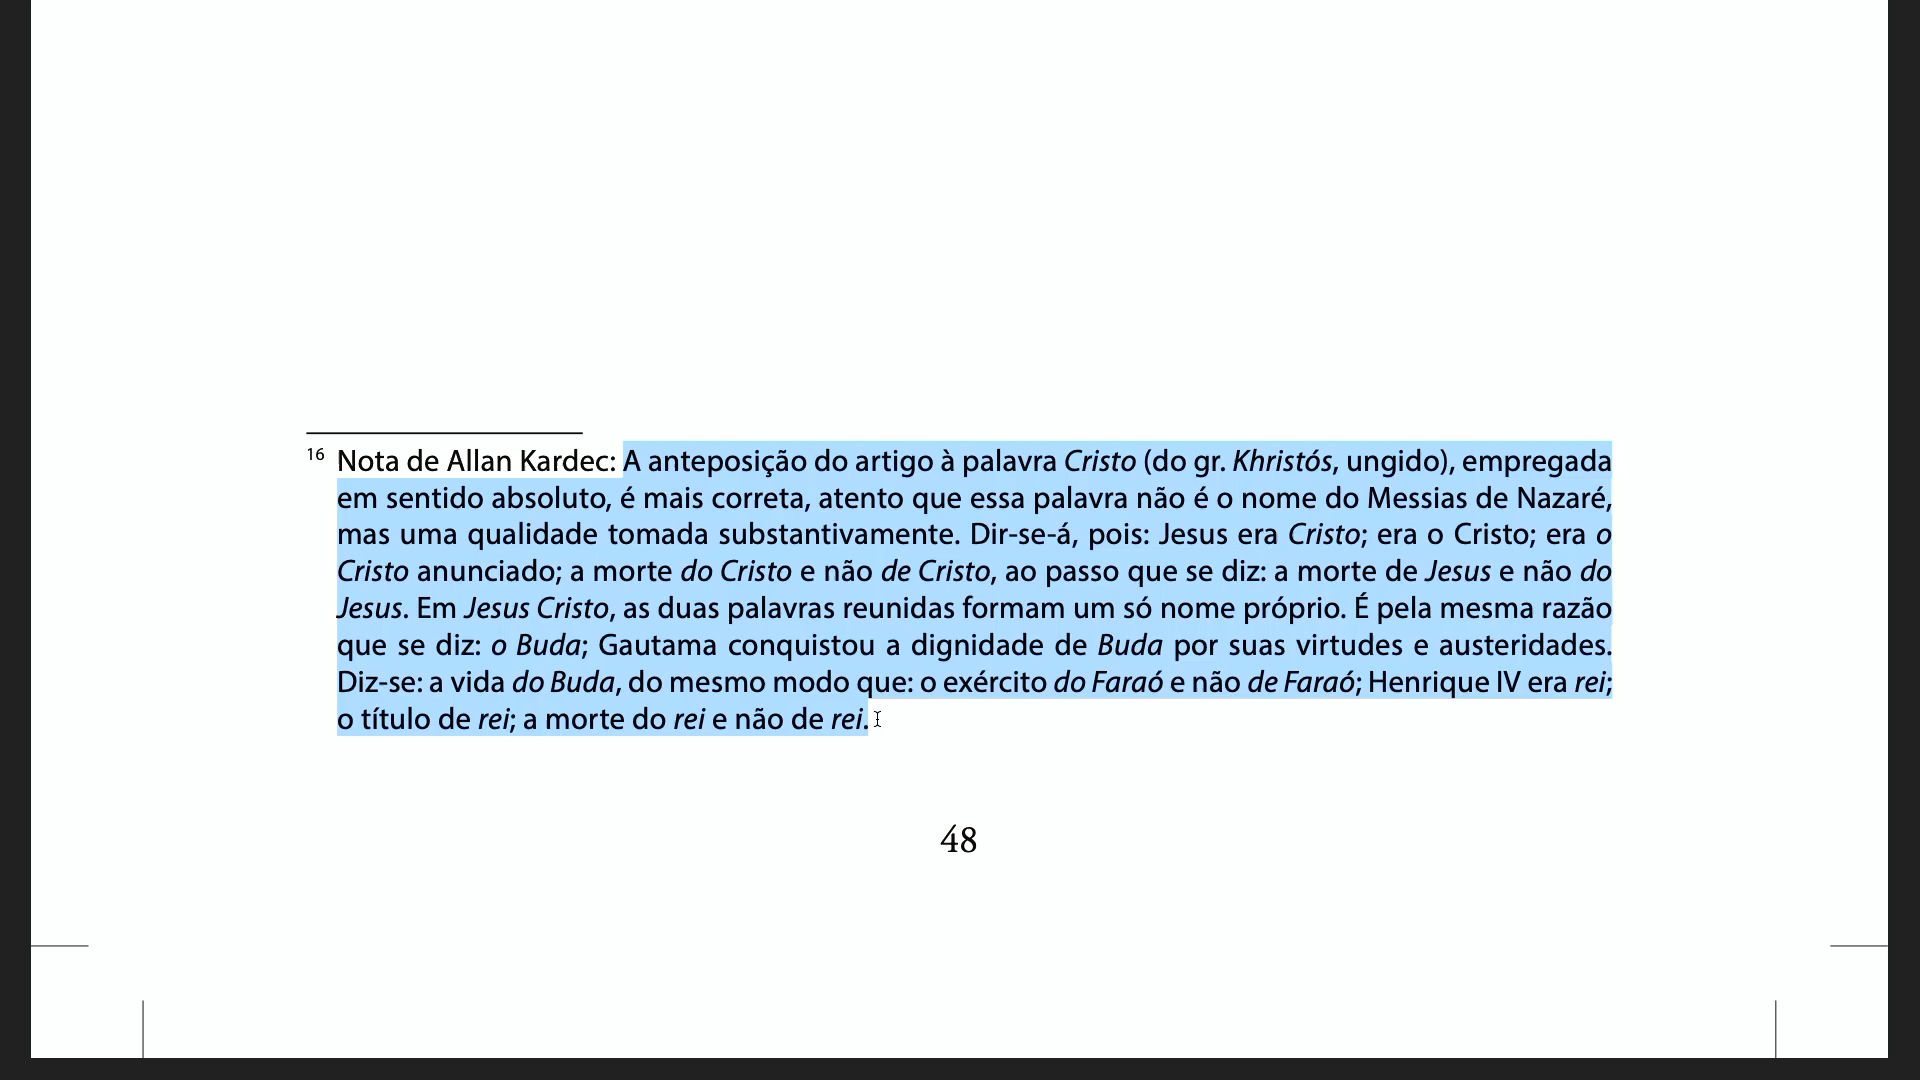 16 Nota de Allan Kardec: A anteposição do artigo à palavra Cristo (do gr. Khristós, ungido), empregada
em sentido absoluto, é mais correta, atento que essa palavra não é o nome do Messias de Nazaré,
mas uma qualidade tomada substantivamente. Dir-se-á, pois: Jesus era Cristo; era o Cristo; era o
Cristo anunciado; a morte do Cristo e não de Cristo, ao passo que se diz: a morte de Jesus e não do
Jesus. Em Jesus Cristo, as duas palavras reunidas formam um só nome próprio. É pela mesma razão
que se diz: o Buda; Gautama conquistou a dignidade de Buda por suas virtudes e austeridades.
Diz-se: a vida do Buda, do mesmo modo que: o exército do Faraó e não de Faraó; Henrique IV era rei;
o título de rei; a morte do rei e não de rei.
48